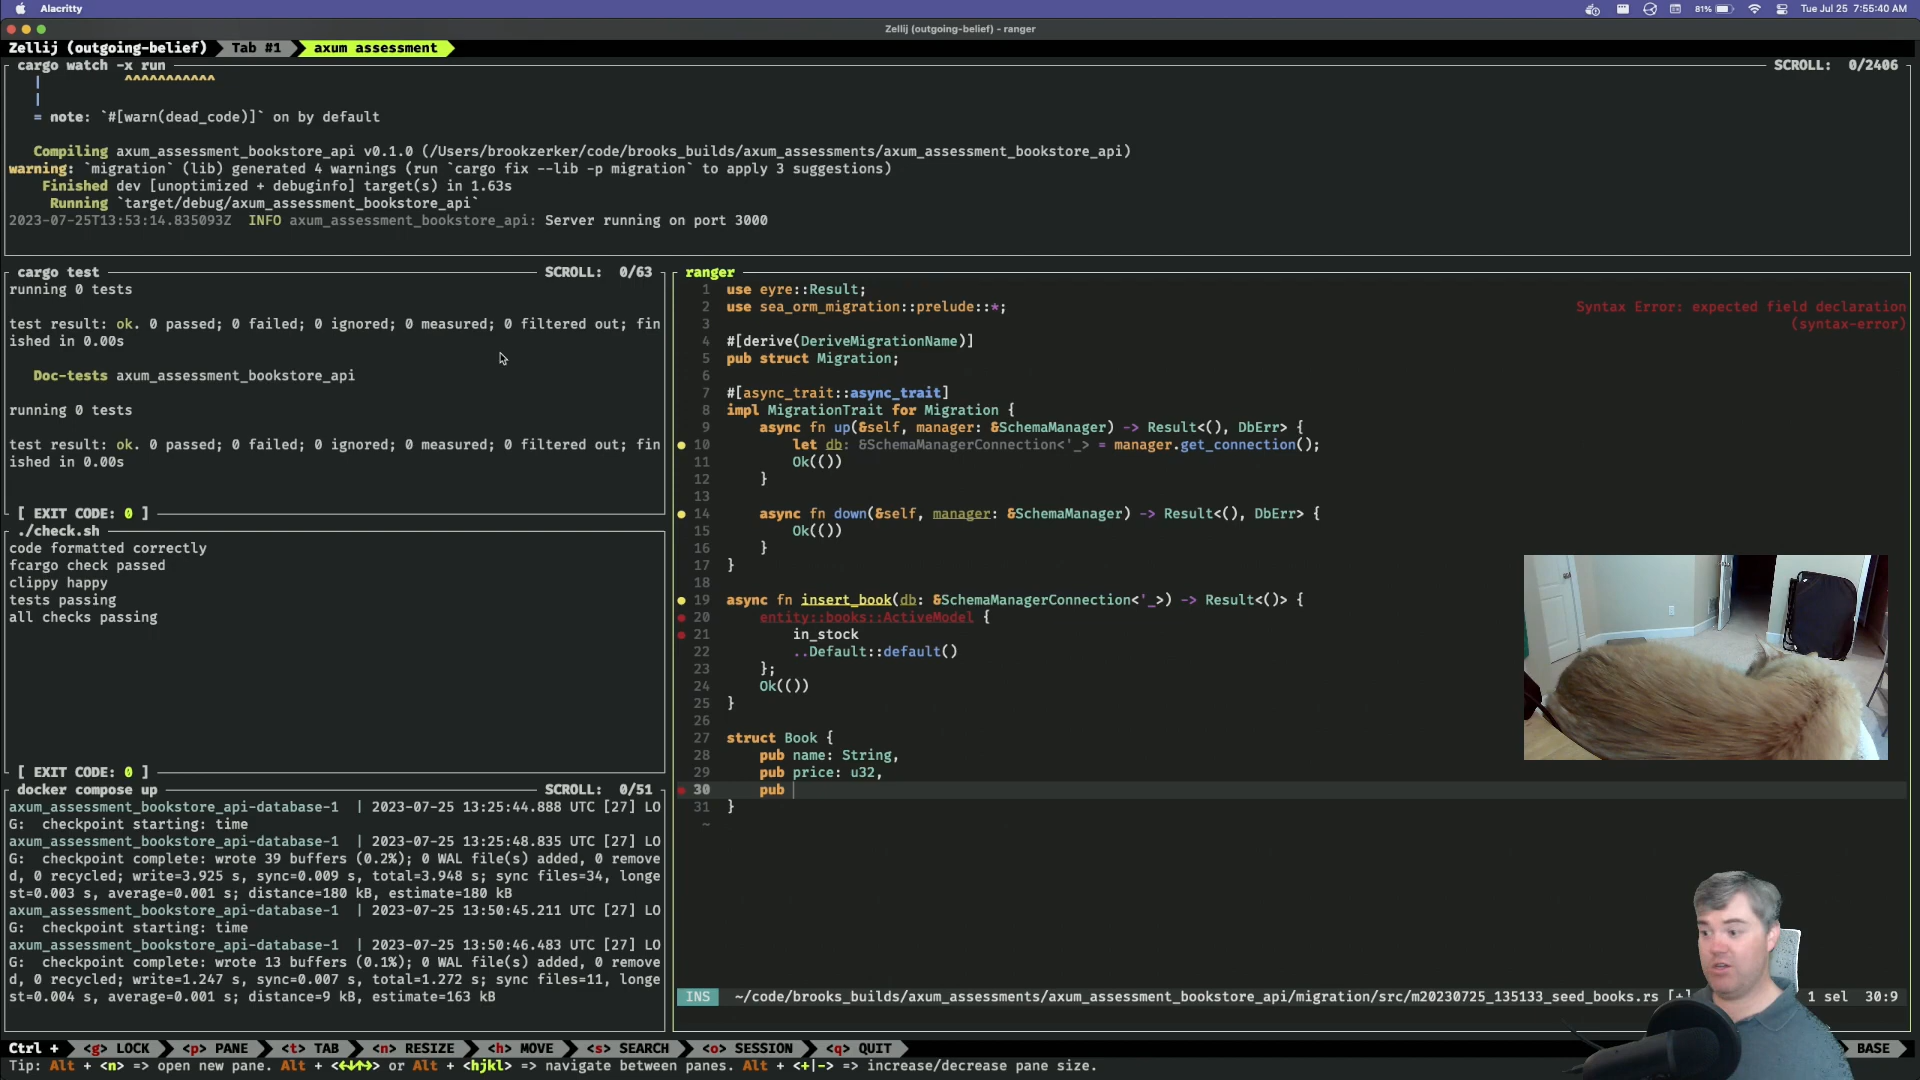 Alacritty
81%
Tue Jul 25 7:55:40 AM
Zellij (outgoing-belief) - ranger
Zellij (outgoing-belief) Tab #1 axum assessment
cargo watch -x run SCROLL: 0/2406
| ^^^^^^^^^^^
|
= note: `#[warn(dead_code)]` on by default
Compiling axum_assessment_bookstore_api v0.1.0 (/Users/brookzerker/code/brooks_builds/axum_assessments/axum_assessment_bookstore_api)
warning: `migration` (lib) generated 4 warnings (run `cargo fix --lib -p migration` to apply 3 suggestions)
Finished dev [unoptimized + debuginfo] target(s) in 1.63s
Running `target/debug/axum_assessment_bookstore_api`
2023-07-25T13:53:14.835093Z INFO axum_assessment_bookstore_api: Server running on port 3000
cargo test SCROLL: 0/63
running 0 tests
test result: ok. 0 passed; 0 failed; 0 ignored; 0 measured; 0 filtered out; fin
ished in 0.00s
Doc-tests axum_assessment_bookstore_api
running 0 tests
test result: ok. 0 passed; 0 failed; 0 ignored; 0 measured; 0 filtered out; fin
ished in 0.00s
[ EXIT CODE: 0 ]
./check.sh
code formatted correctly
fcargo check passed
clippy happy
tests passing
all checks passing
[ EXIT CODE: 0 ]
docker compose up SCROLL: 0/51
axum_assessment_bookstore_api-database-1 | 2023-07-25 13:25:44.888 UTC [27] LO
G: checkpoint starting: time
axum_assessment_bookstore_api-database-1 | 2023-07-25 13:25:48.835 UTC [27] LO
G: checkpoint complete: wrote 39 buffers (0.2%); 0 WAL file(s) added, 0 remove
d, 0 recycled; write=3.925 s, sync=0.009 s, total=3.948 s; sync files=34, longe
st=0.003 s, average=0.001 s; distance=180 kB, estimate=180 kB
axum_assessment_bookstore_api-database-1 | 2023-07-25 13:50:45.211 UTC [27] LO
G: checkpoint starting: time
axum_assessment_bookstore_api-database-1 | 2023-07-25 13:50:46.483 UTC [27] LO
G: checkpoint complete: wrote 13 buffers (0.1%); 0 WAL file(s) added, 0 remove
d, 0 recycled; write=1.247 s, sync=0.007 s, total=1.272 s; sync files=11, longe
st=0.004 s, average=0.001 s; distance=9 kB, estimate=163 kB
ranger
1 use eyre::Result;
2 use sea_orm_migration::prelude::*;
Syntax Error: expected field declaration
(syntax-error)
3
4 #[derive(DeriveMigrationName)]
5 pub struct Migration;
6
7 #[async_trait::async_trait]
8 impl MigrationTrait for Migration {
9 async fn up(&self, manager: &SchemaManager) -> Result<(), DbErr> {
10 let db: &SchemaManagerConnection<'_> = manager.get_connection();
11 Ok(())
12 }
13
14 async fn down(&self, manager: &SchemaManager) -> Result<(), DbErr> {
15 Ok(())
16 }
17 }
18
19 async fn insert_book(db: &SchemaManagerConnection<'_>) -> Result<()> {
20 entity::books::ActiveModel {
21 in_stock
22 ..Default::default()
23 };
24 Ok(())
25 }
26
27 struct Book {
28 pub name: String,
29 pub price: u32,
30 pub
31 }
~
INS ~/code/brooks_builds/axum_assessments/axum_assessment_bookstore_api/migration/src/m20230725_135133_seed_books.rs [+] 1 sel 30:9
Ctrl + <g> LOCK <p> PANE <t> TAB <n> RESIZE <h> MOVE <s> SEARCH <o> SESSION <q> QUIT BASE
Tip: Alt + <n> => open new pane. Alt + <←↓↑→> or Alt + <hjkl> => navigate between panes. Alt + <+|-> => increase/decrease pane size.